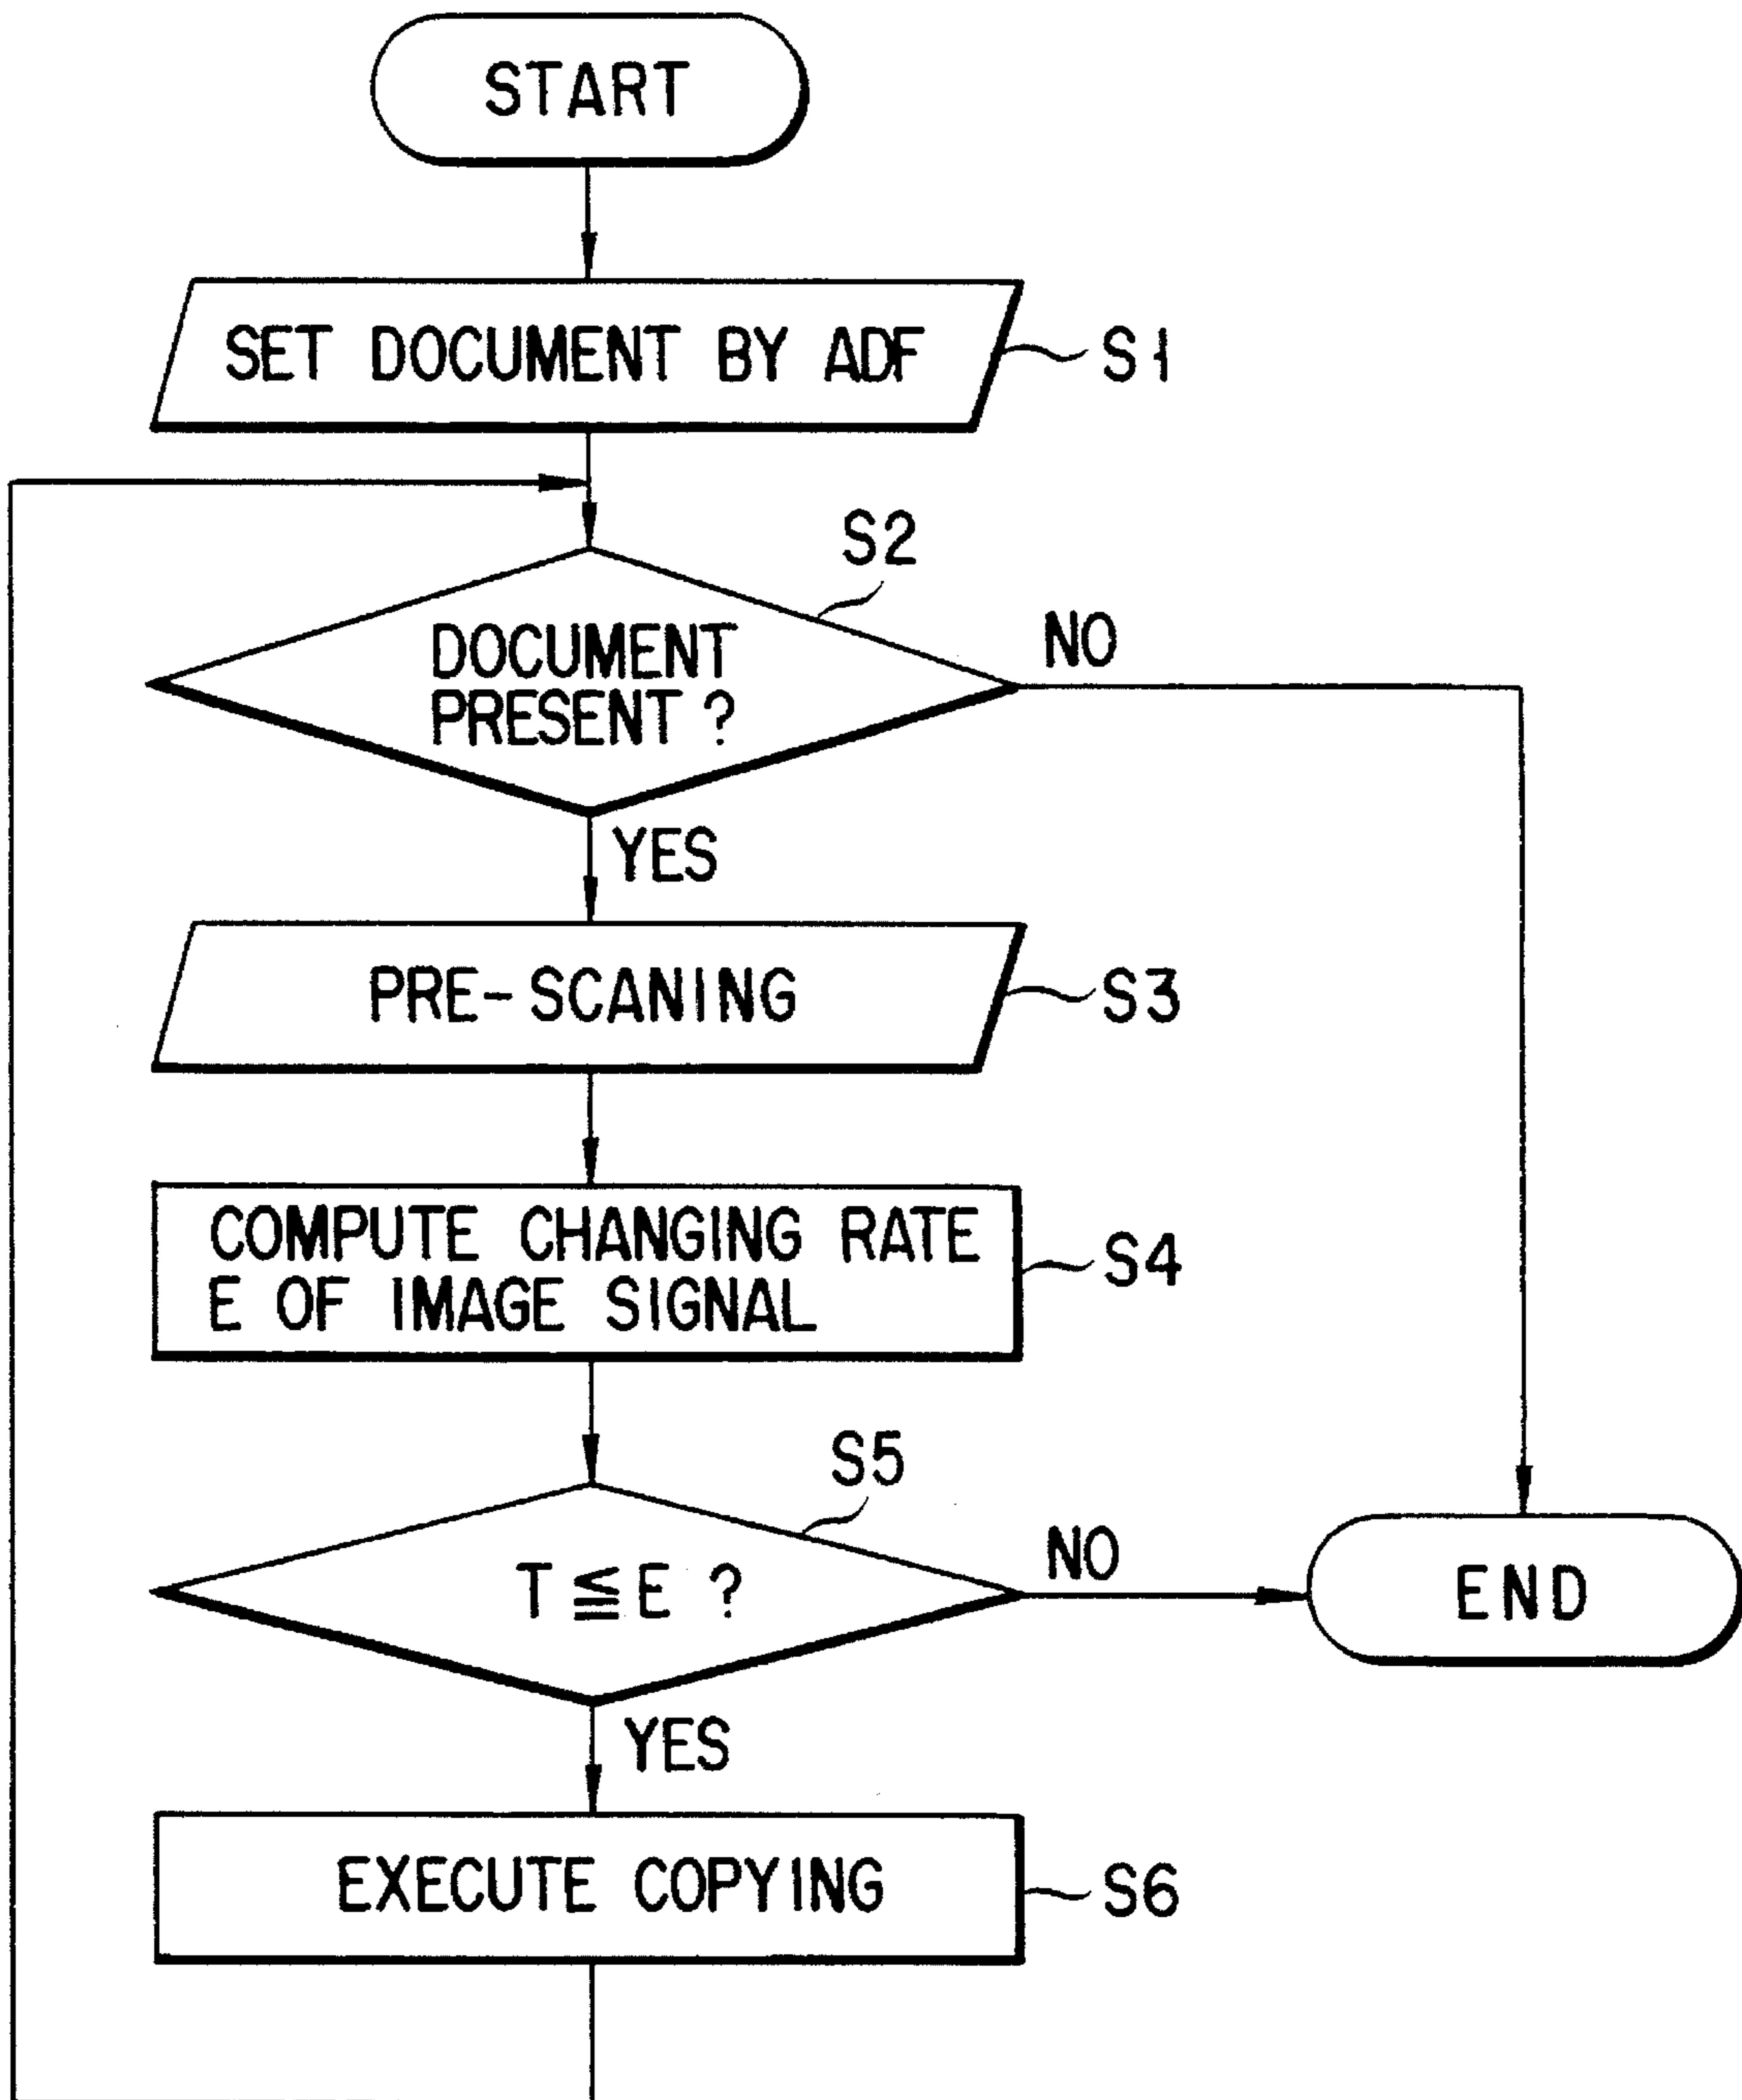 START
SET DOCUMENT BY ADF
S1
S2
DOCUMENT
PRESENT ?
NO
YES
PRE-SCANING
S3
COMPUTE CHANGING RATE
E OF IMAGE SIGNAL
S4
S5
T ≦ E ?
NO
END
YES
EXECUTE COPYING
S6